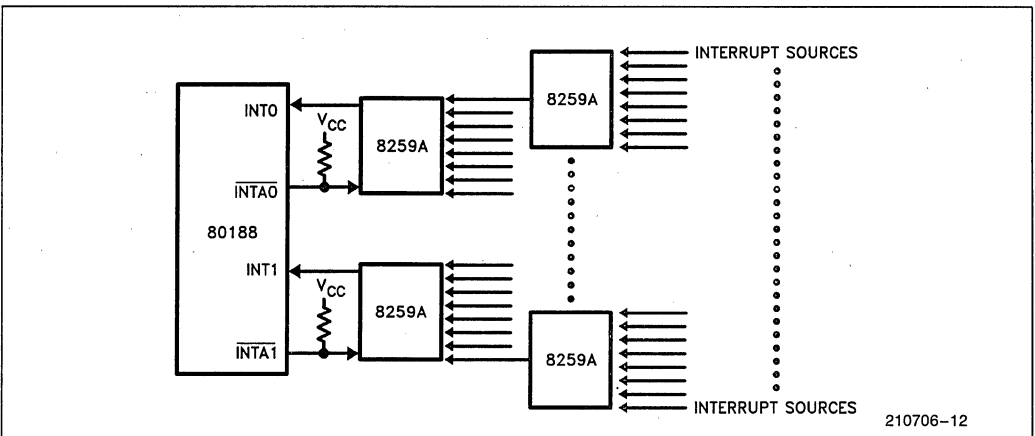 INTERRUPT SOURCES
8259A
INT0
VCC
8259A
INTA0
80188
INT1
VCC
8259A
INTA1
8259A
INTERRUPT SOURCES
210706-12